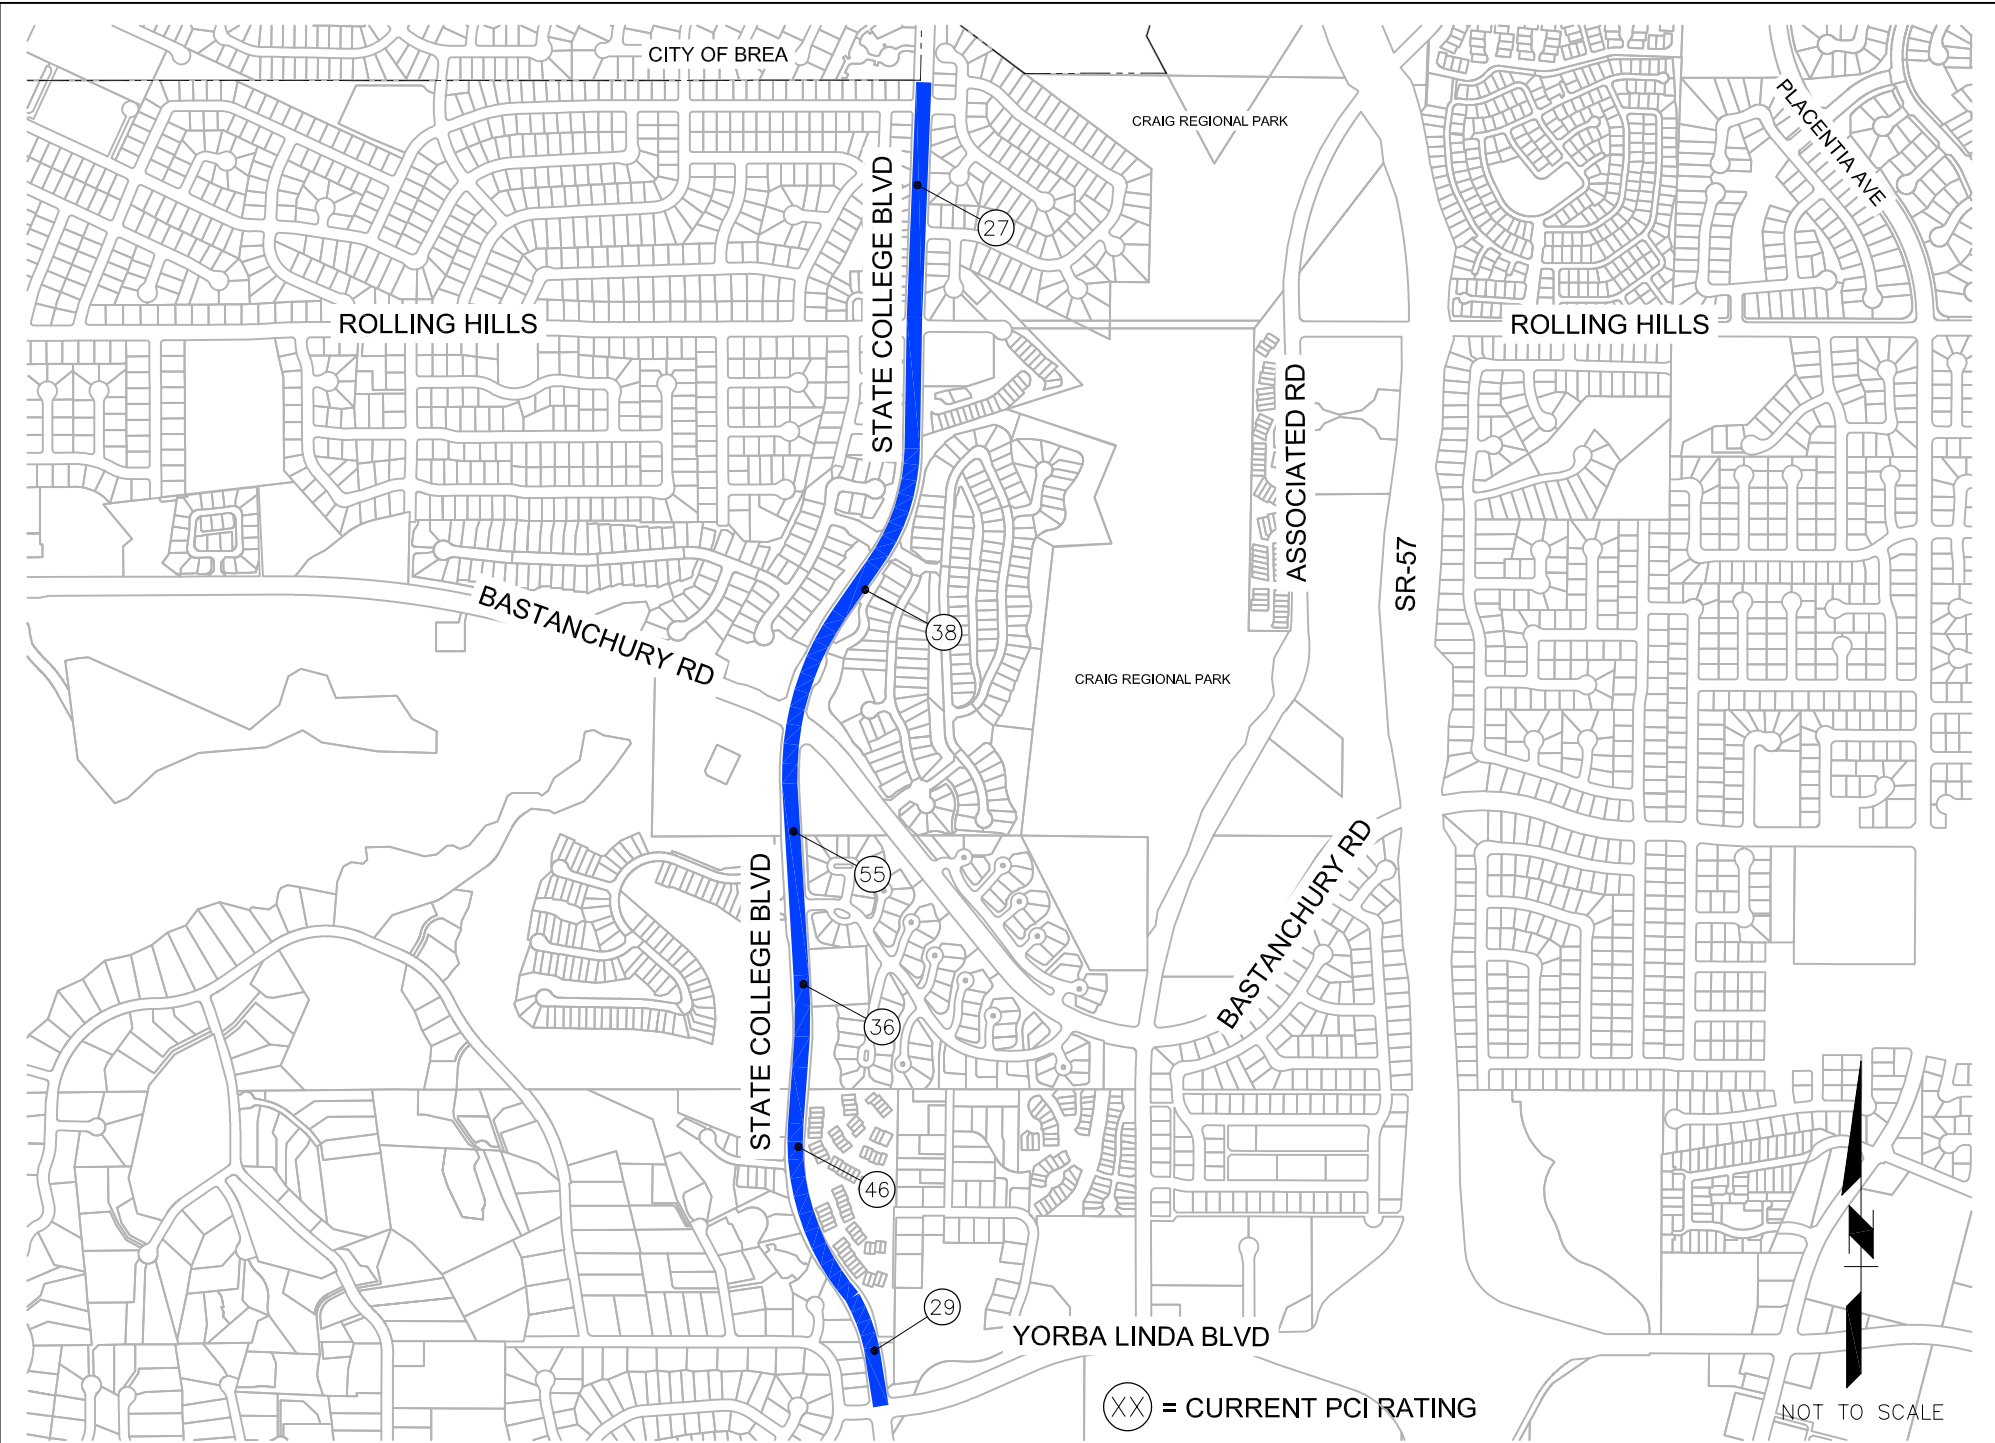 CITY OF BREA
CRAIG REGIONAL PARK
PLACENTIA AVE
STATE COLLEGE BLVD
27
ROLLING HILLS
ROLLING HILLS
ASSOCIATED RD
SR-57
BASTANCHURY RD
38
CRAIG REGIONAL PARK
55
STATE COLLEGE BLVD
BASTANCHURY RD
36
46
29
YORBA LINDA BLVD
XX = CURRENT PCI RATING
N
NOT TO SCALE